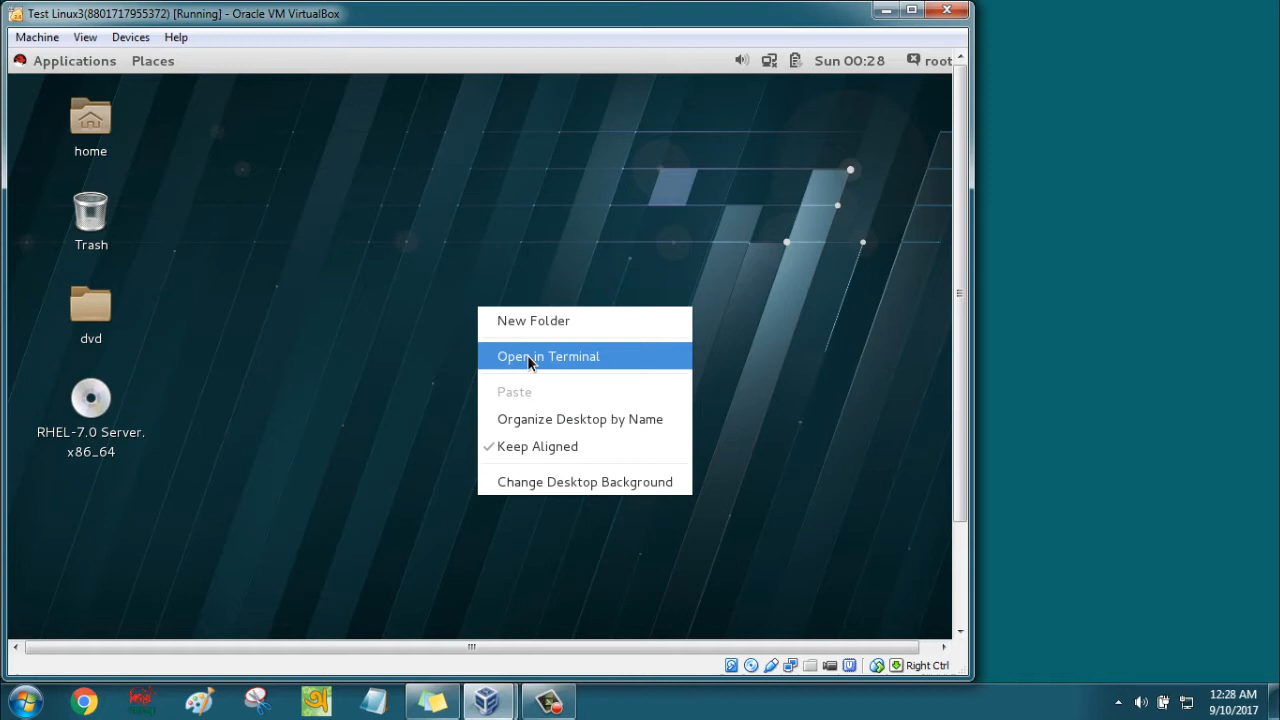 Test Linux3(8801717955372) [Running] - Oracle VM VirtualBox
Machine View Devices Help
Applications Places Sun 00:28 root
home
Trash
dvd
RHEL-7.0 Server.
x86_64
New Folder
Open in Terminal
Paste
Organize Desktop by Name
Keep Aligned
Change Desktop Background
Right Ctrl
12:28 AM
9/10/2017